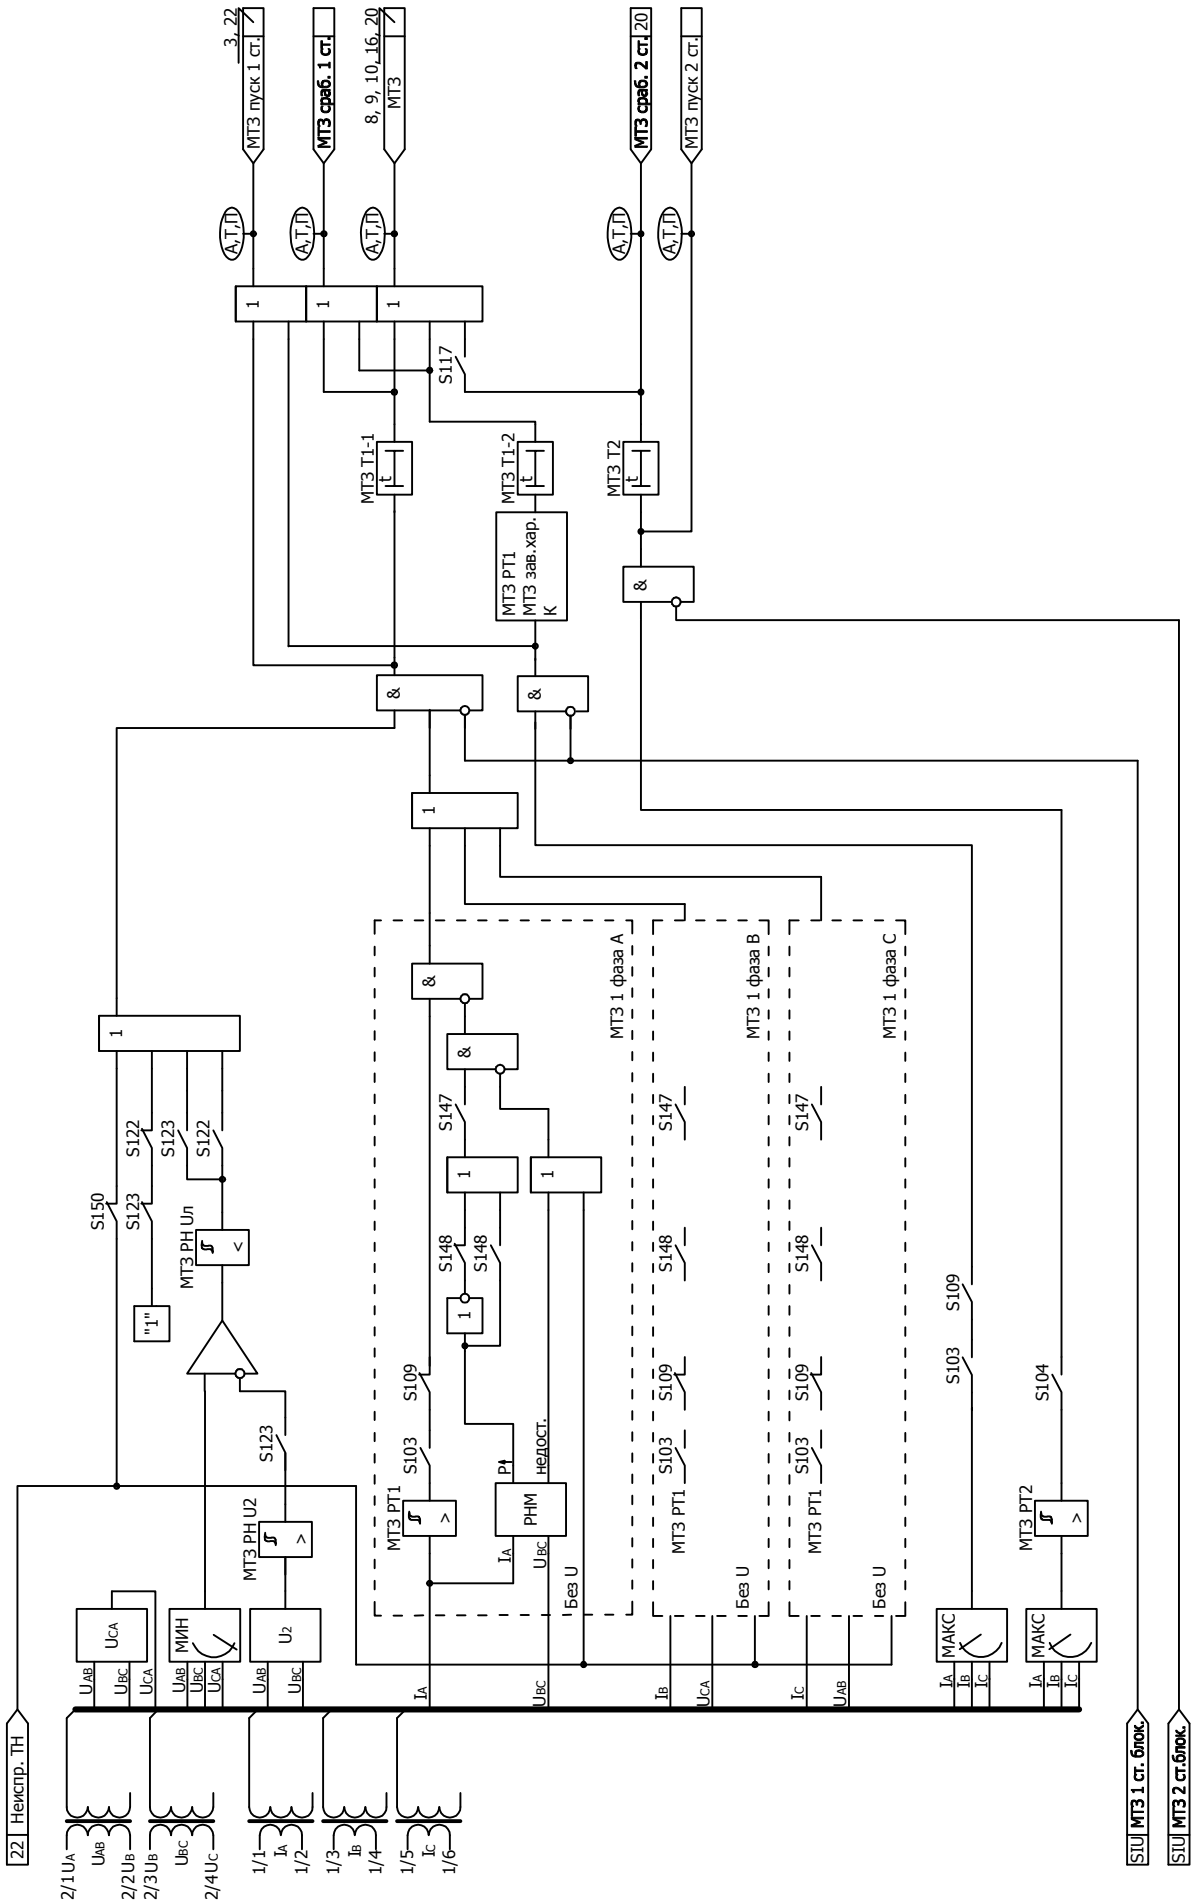 22 Неиспр. ТН
2/1 UA
UAB
2/2 UB
2/3 UB
UBC
2/4 UC
1/1
IA
1/2
1/3
IB
1/4
1/5
IC
1/6
UAB
UBC
UCA
UCA
UAB
UBC
UCA
МИН
UAB
UBC
U2
МТЗ РН U2
>
S123
МТЗ РН UЛ
<
"1"
S150
S123
S122
S123
S122
1
IA
UBC
МТЗ РТ1
>
S103
S109
IA
UBC
РНМ
P
недост.
Без U
1
S148
S148
1
1
S147
&
&
МТЗ 1 фаза А
IB
UCA
МТЗ РТ1
S103
S109
S148
S147
Без U
МТЗ 1 фаза В
IC
UAB
МТЗ РТ1
S103
S109
S148
S147
Без U
МТЗ 1 фаза С
IA
IB
IC
МАКС
S103
S109
IA
IB
IC
МАКС
МТЗ РТ2
>
S104
1
&
&
&
МТЗ РТ1
МТЗ зав.хар.
К
МТЗ Т1-1
t
МТЗ Т1-2
t
МТЗ Т2
t
S117
1
1
1
А,Т,П
А,Т,П
А,Т,П
А,Т,П
А,Т,П
МТЗ пуск 1 ст.
3, 22
МТЗ сраб. 1 ст.
МТЗ
8, 9, 10, 16, 20
МТЗ сраб. 2 ст. 20
МТЗ пуск 2 ст.
SIU МТЗ 1 ст. блок.
SIU МТЗ 2 ст.блок.